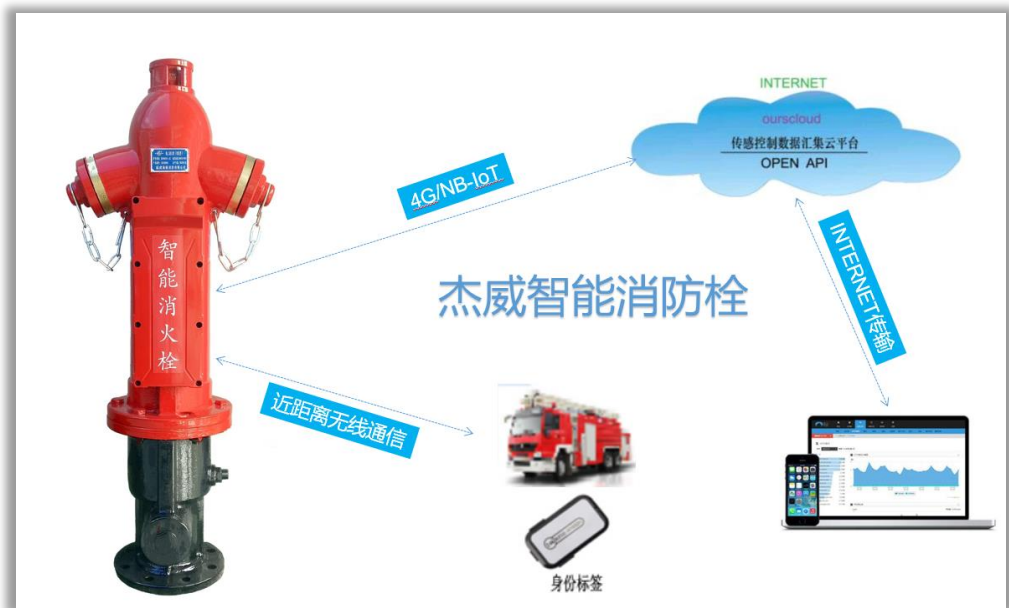 INTERNET
ourscloud
传感控制数据汇集云平台
OPEN API
4G/NB-IoT
INTERNET传输
杰威智能消防栓
智能消火栓
近距离无线通信
身份标签